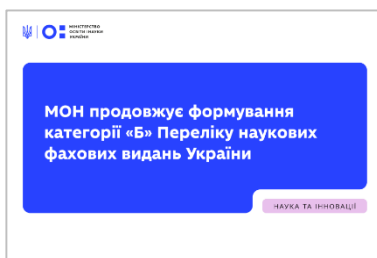 МІНІСТЕРСТВО
ОСВІТИ І НАУКИ
УКРАЇНИ
МОН продовжує формування
категорії «Б» Переліку наукових
фахових видань України
НАУКА ТА ІННОВАЦІЇ